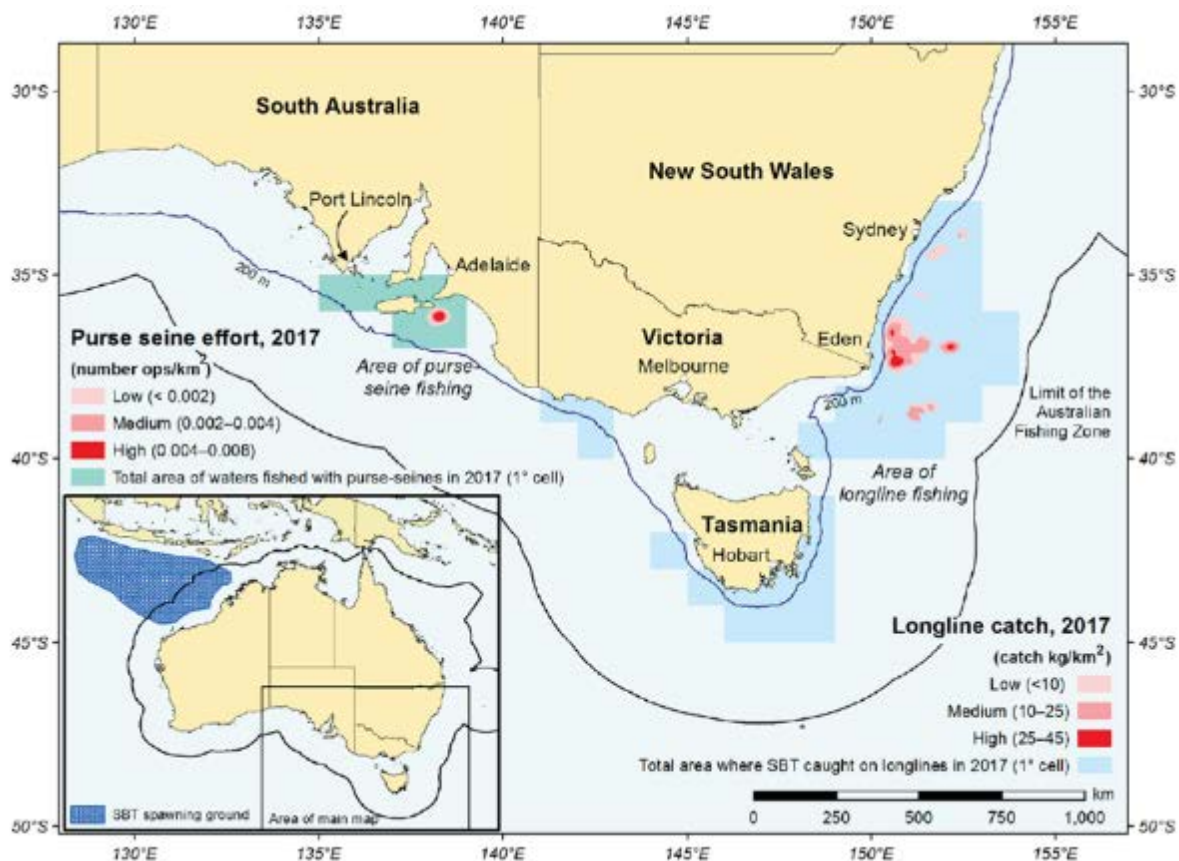 130°E 135°E 140°E 145°E 150°E 155°E
30°S 30°S
South Australia
New South Wales
Port Lincoln
Sydney
35°S 35°S
200 m
Adelaide
Purse seine effort, 2017
(number ops/km²)
Low (< 0.002)
Medium (0.002–0.004)
High (0.004–0.008)
Total area of waters fished with purse-seines in 2017 (1° cell)
Area of purse-
seine fishing
Victoria
Melbourne
Eden
200 m
Limit of the
Australian
Fishing Zone
40°S 40°S
Area of
longline fishing
Tasmania
Hobart
45°S 45°S
Longline catch, 2017
(catch kg/km²)
Low (<10)
Medium (10–25)
High (25–45)
Total area where SBT caught on longlines in 2017 (1° cell)
km
0 250 500 750 1,000
SBT spawning ground
Area of main map
50°S 50°S
130°E 135°E 140°E 145°E 150°E 155°E